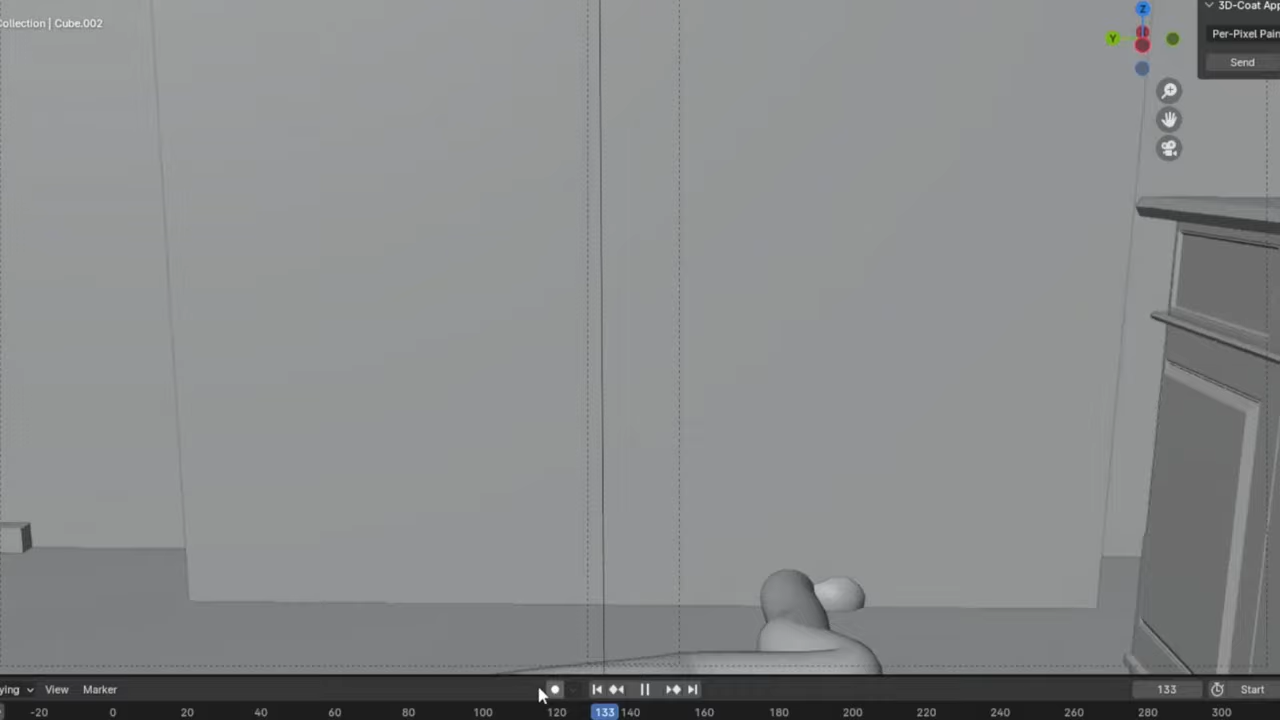 ollection | Cube.002
Z
Y
3D-Coat App
Per-Pixel Pain
Send
ying View Marker
133
Start
-20 0 20 40 60 80 100 120 133 140 160 180 200 220 240 260 280 300